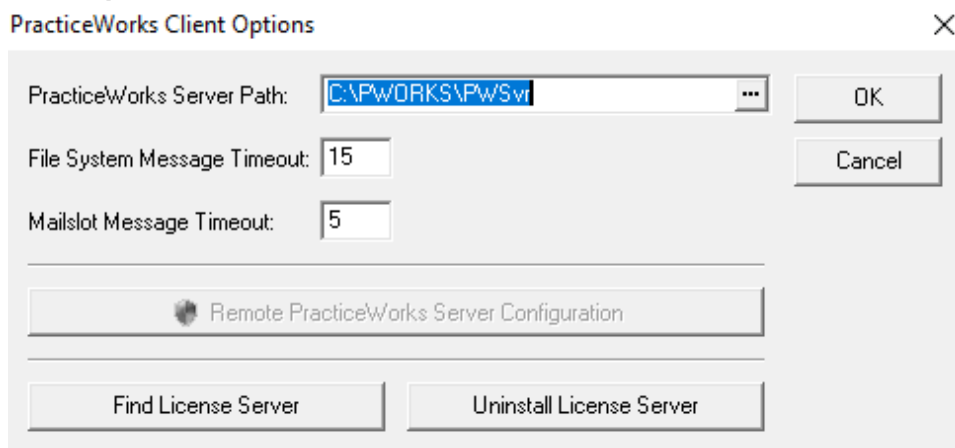 PracticeWorks Client Options
PracticeWorks Server Path: C:\PWORKS\PWSvr ... OK
File System Message Timeout: 15 Cancel
Mailslot Message Timeout: 5
Remote PracticeWorks Server Configuration
Find License Server Uninstall License Server